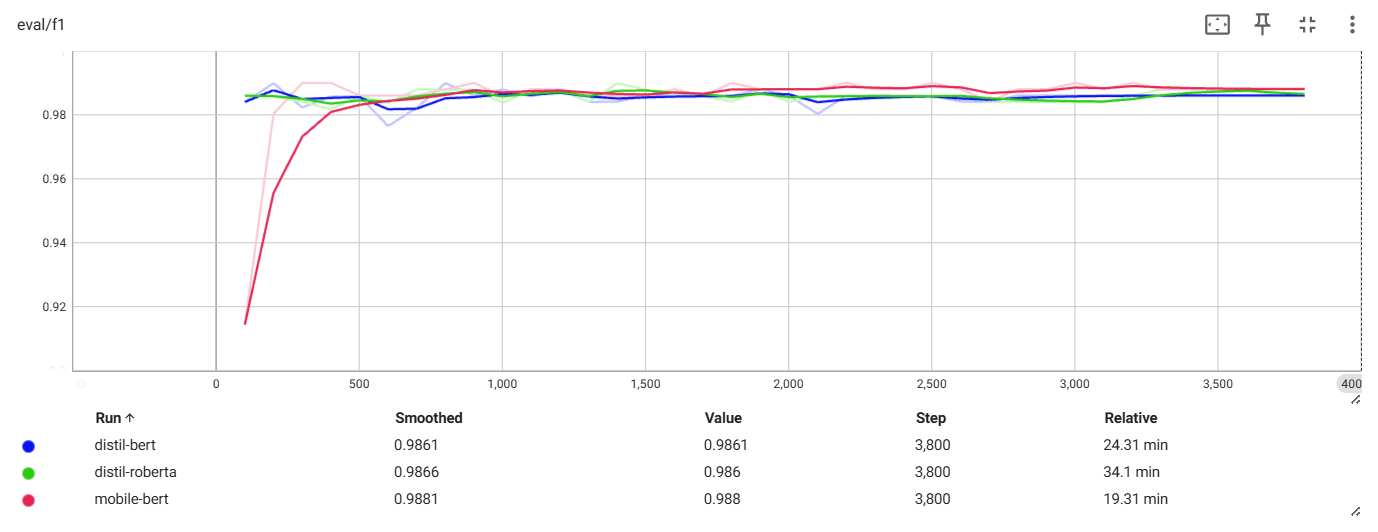 eval/f1
0.98
0.96
0.94
0.92
0 500 1,000 1,500 2,000 2,500 3,000 3,500 400
Run Smoothed Value Step Relative
distil-bert 0.9861 0.9861 3,800 24.31 min
distil-roberta 0.9866 0.986 3,800 34.1 min
mobile-bert 0.9881 0.988 3,800 19.31 min